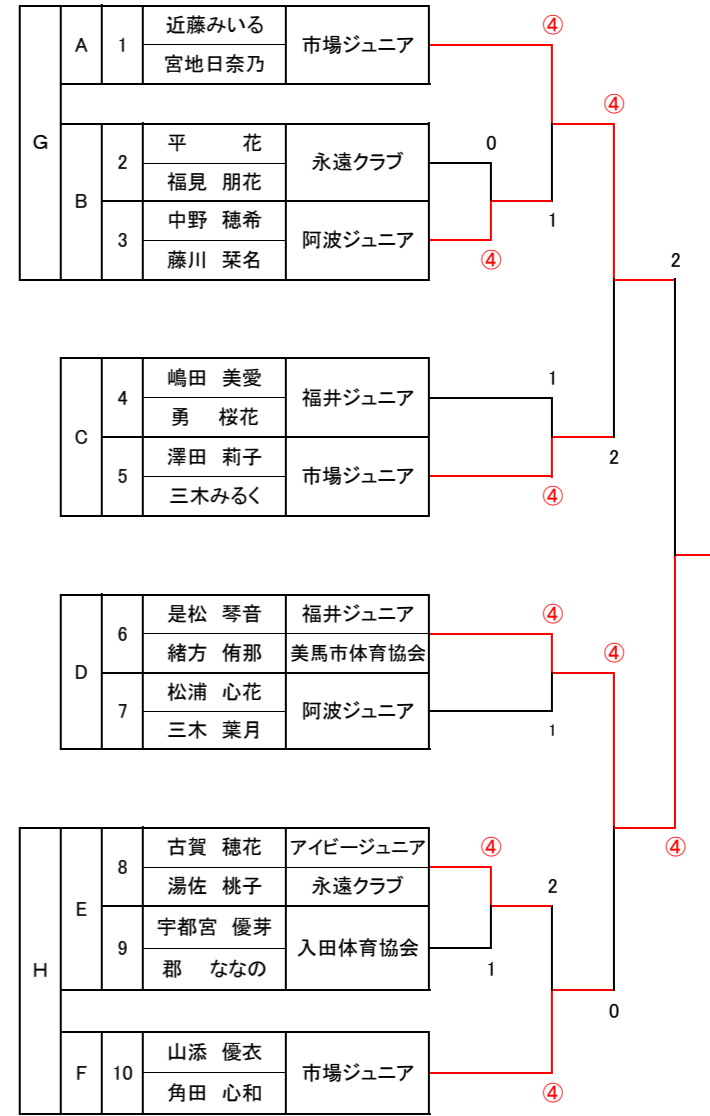 近藤みいる
④
A 1 市場ジュニア
宮地日奈乃
④
G
平 花
0
2 永遠クラブ
福見 朋花
B
中野 穂希
1
3 阿波ジュニア
藤川 栞名
④
2
嶋田 美愛
1
4 福井ジュニア
勇 桜花
C
澤田 莉子
2
5 市場ジュニア
三木みるく
④
是松 琴音 福井ジュニア
④
6
緒方 侑那 美馬市体育協会
④
D
松浦 心花
7 阿波ジュニア
三木 葉月
1
古賀 穂花 アイビージュニア
④
④
8
湯佐 桃子 永遠クラブ
2
E
宇都宮 優芽
9 入田体育協会
郡 ななの
1
H
0
山添 優衣
F 10 市場ジュニア
角田 心和
④